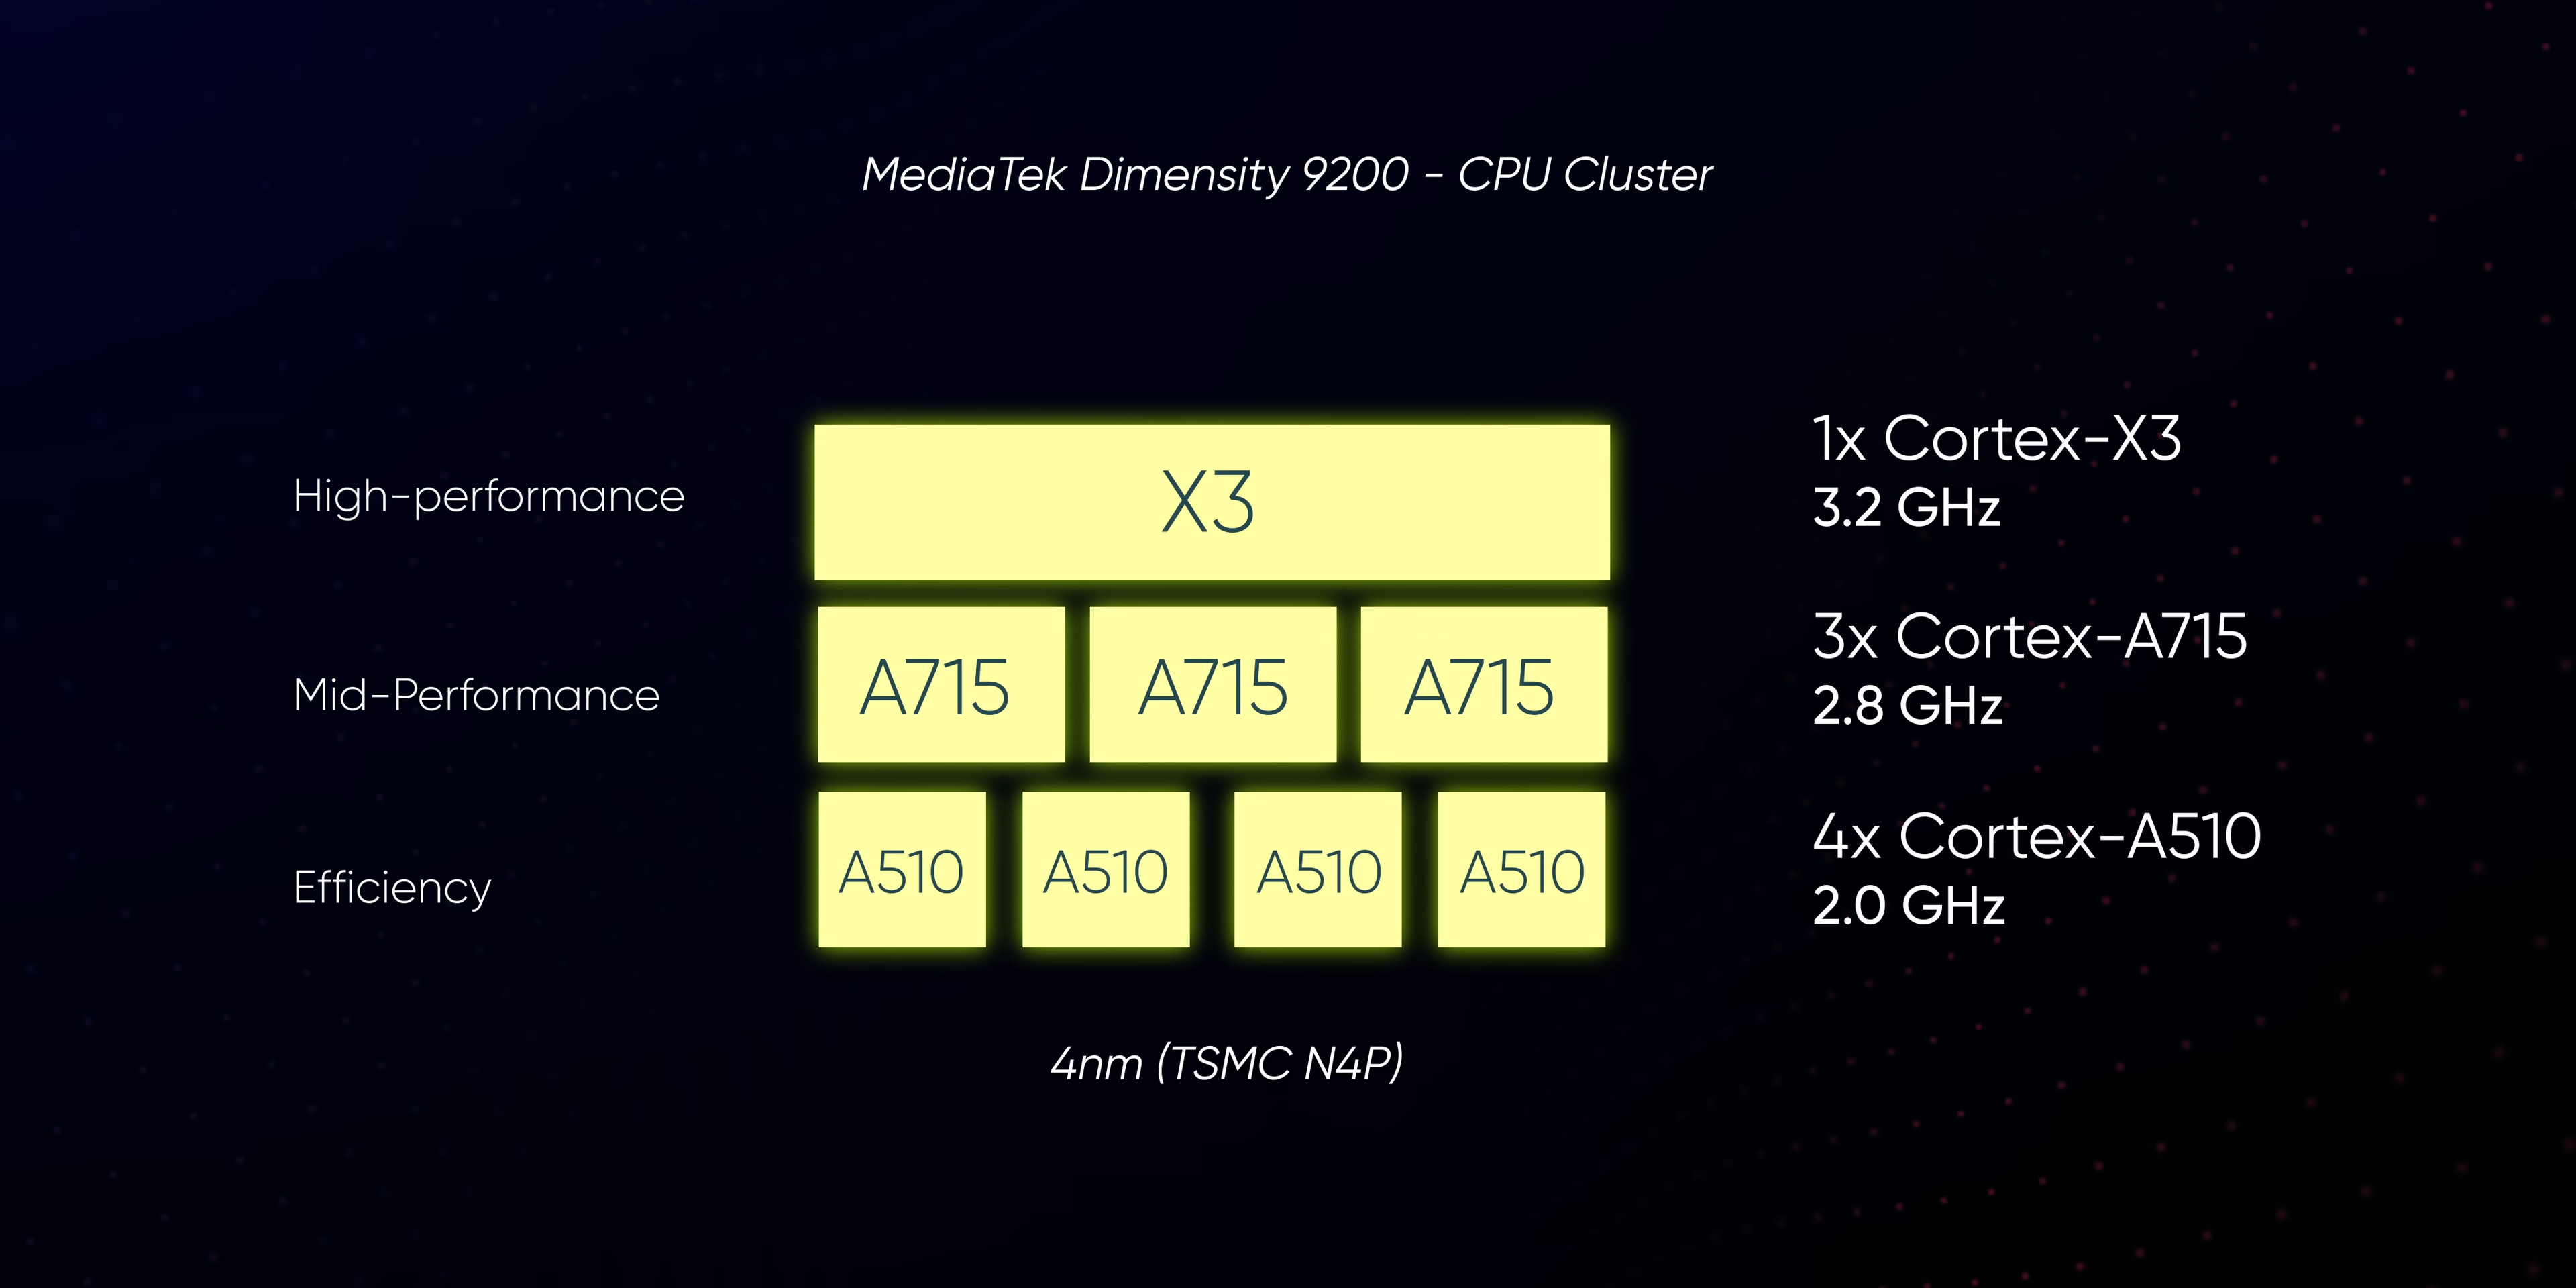 MediaTek Dimensity 9200 - CPU Cluster
High-performance
X3
1x Cortex-X3
3.2 GHz
Mid-Performance
A715 A715 A715
3x Cortex-A715
2.8 GHz
Efficiency
A510 A510 A510 A510
4x Cortex-A510
2.0 GHz
4nm (TSMC N4P)